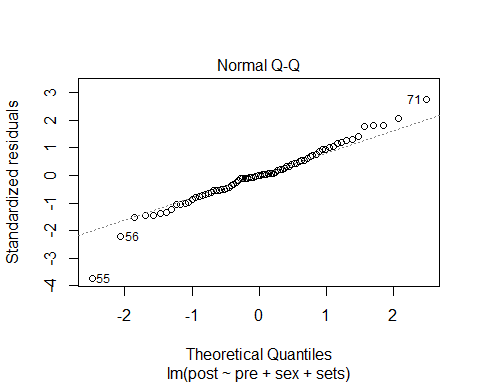 Normal Q-Q
Standardized residuals
3
2
1
0
-1
-2
-3
-4
71
56
55
-2 -1 0 1 2
Theoretical Quantiles
lm(post ~ pre + sex + sets)